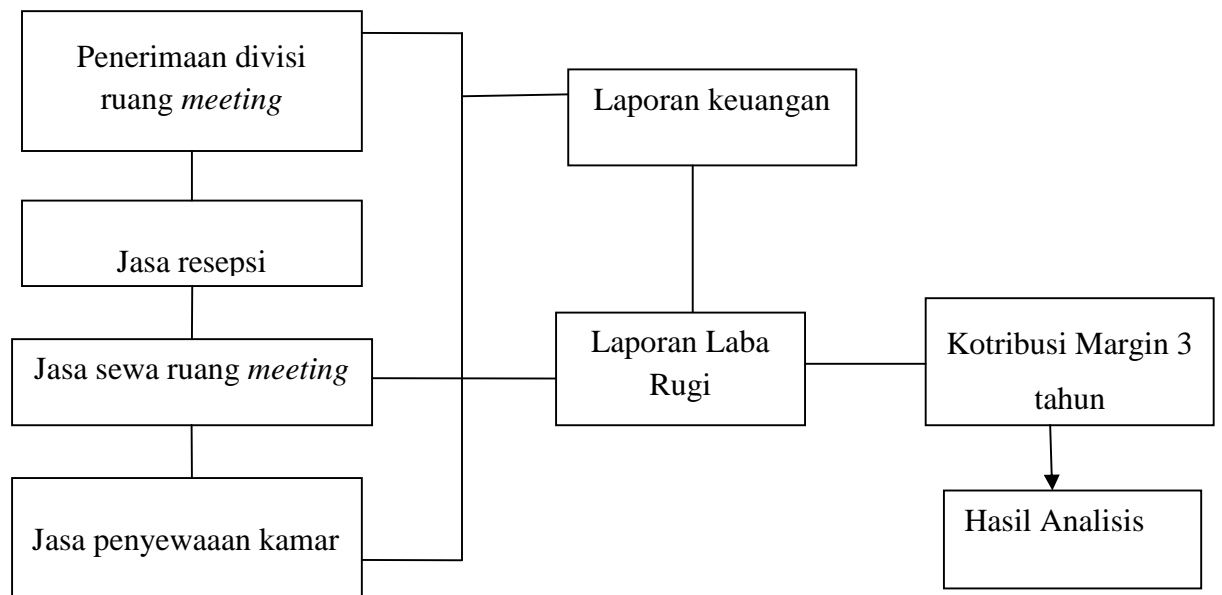 Penerimaan divisi
ruang meeting
Jasa resepsi
Jasa sewa ruang meeting
Jasa penyewaaan kamar
Laporan keuangan
Laporan Laba
Rugi
Kotribusi Margin 3
tahun
Hasil Analisis